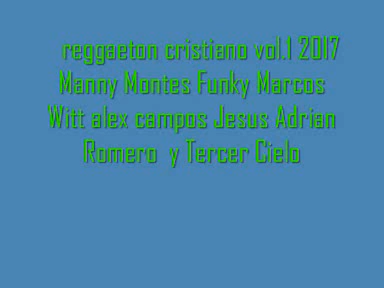 reggaeton cristiano vol.1 2017
Manny Montes Funky Marcos
Witt alex campos Jesus Adrian
Romero y Tercer Cielo